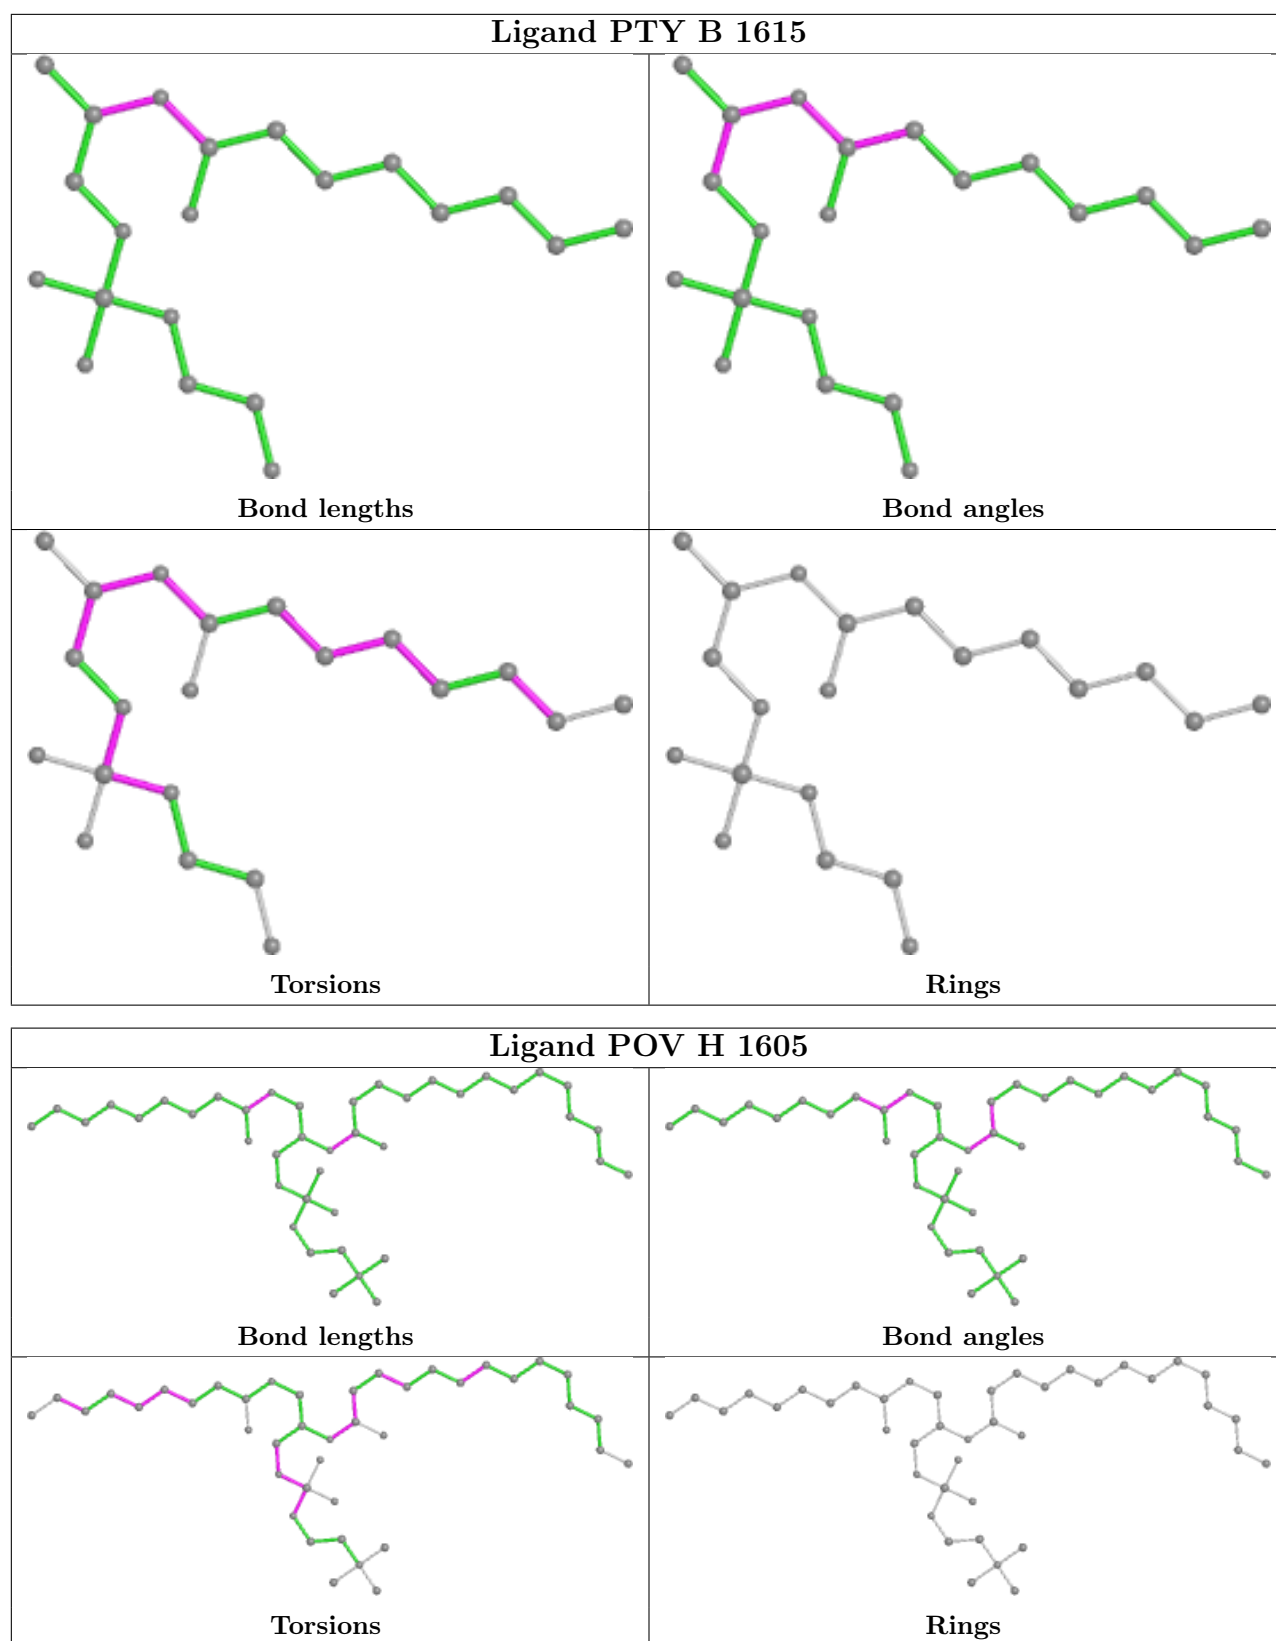 Ligand PTY B 1615
Bond lengths
Bond angles
Torsions
Rings
Ligand POV H 1605
Bond lengths
Bond angles
Torsions
Rings